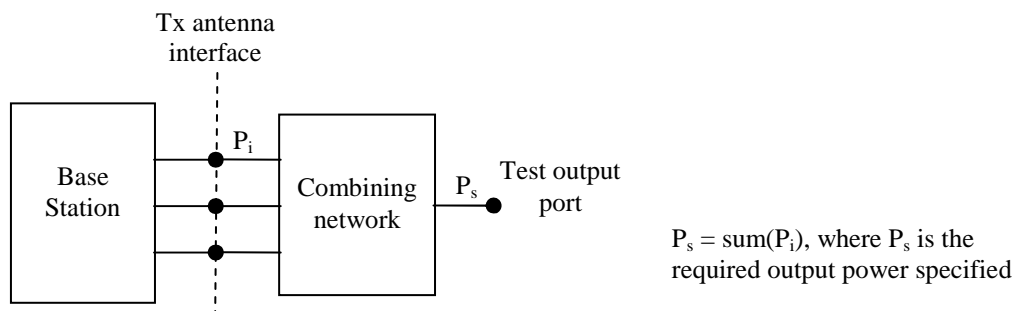 Tx antenna
interface
Base
Station
Pi
Combining
network
Ps
Test output
port
Ps = sum(Pi), where Ps is the
required output power specified